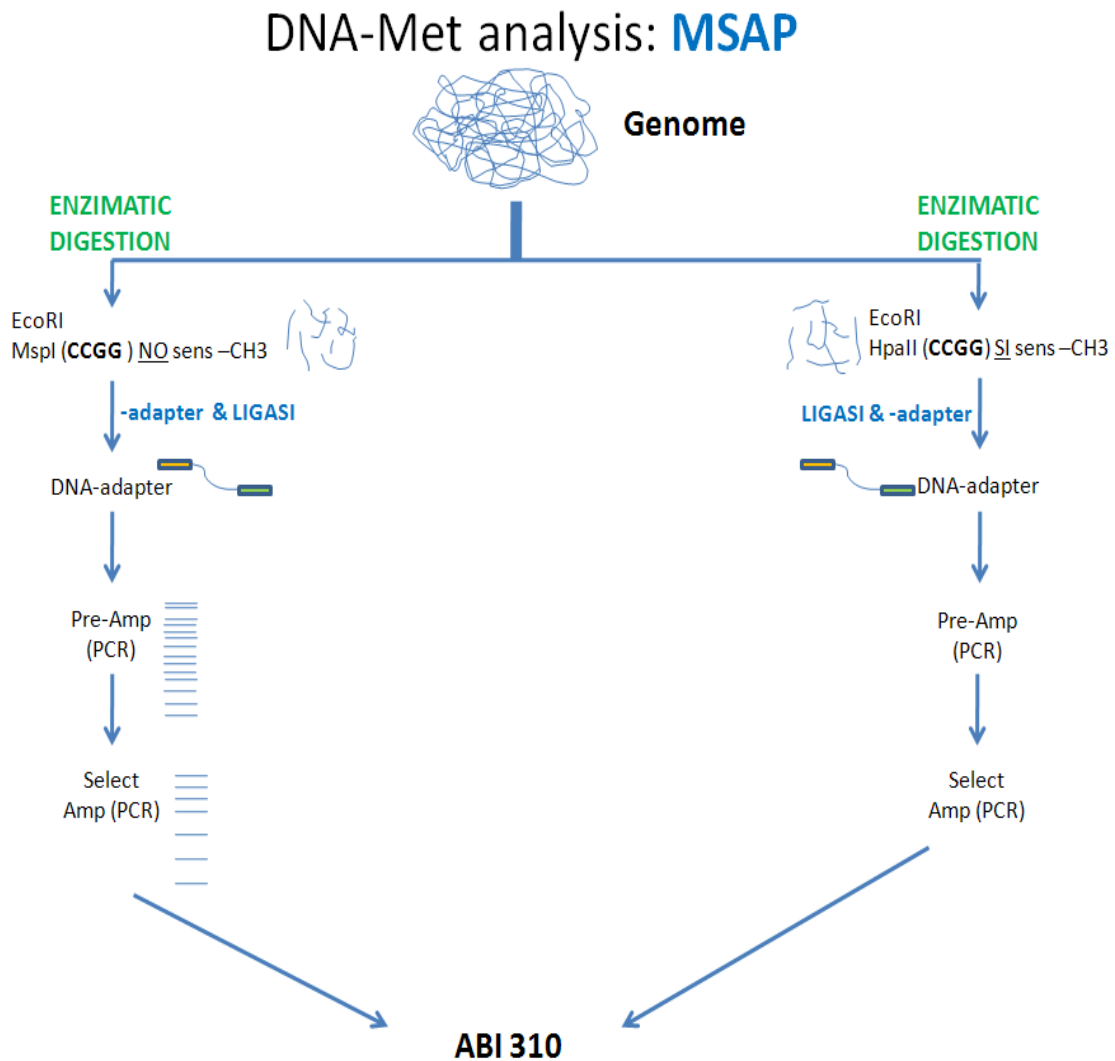 DNA-Met analysis: MSAP
Genome
ENZIMATIC
DIGESTION
EcoRI
MspI (CCGG ) NO sens –CH3
-adapter & LIGASI
DNA-adapter
Pre-Amp
(PCR)
Select
Amp (PCR)
ENZIMATIC
DIGESTION
EcoRI
HpaII (CCGG) SI sens –CH3
LIGASI & -adapter
DNA-adapter
Pre-Amp
(PCR)
Select
Amp (PCR)
ABI 310